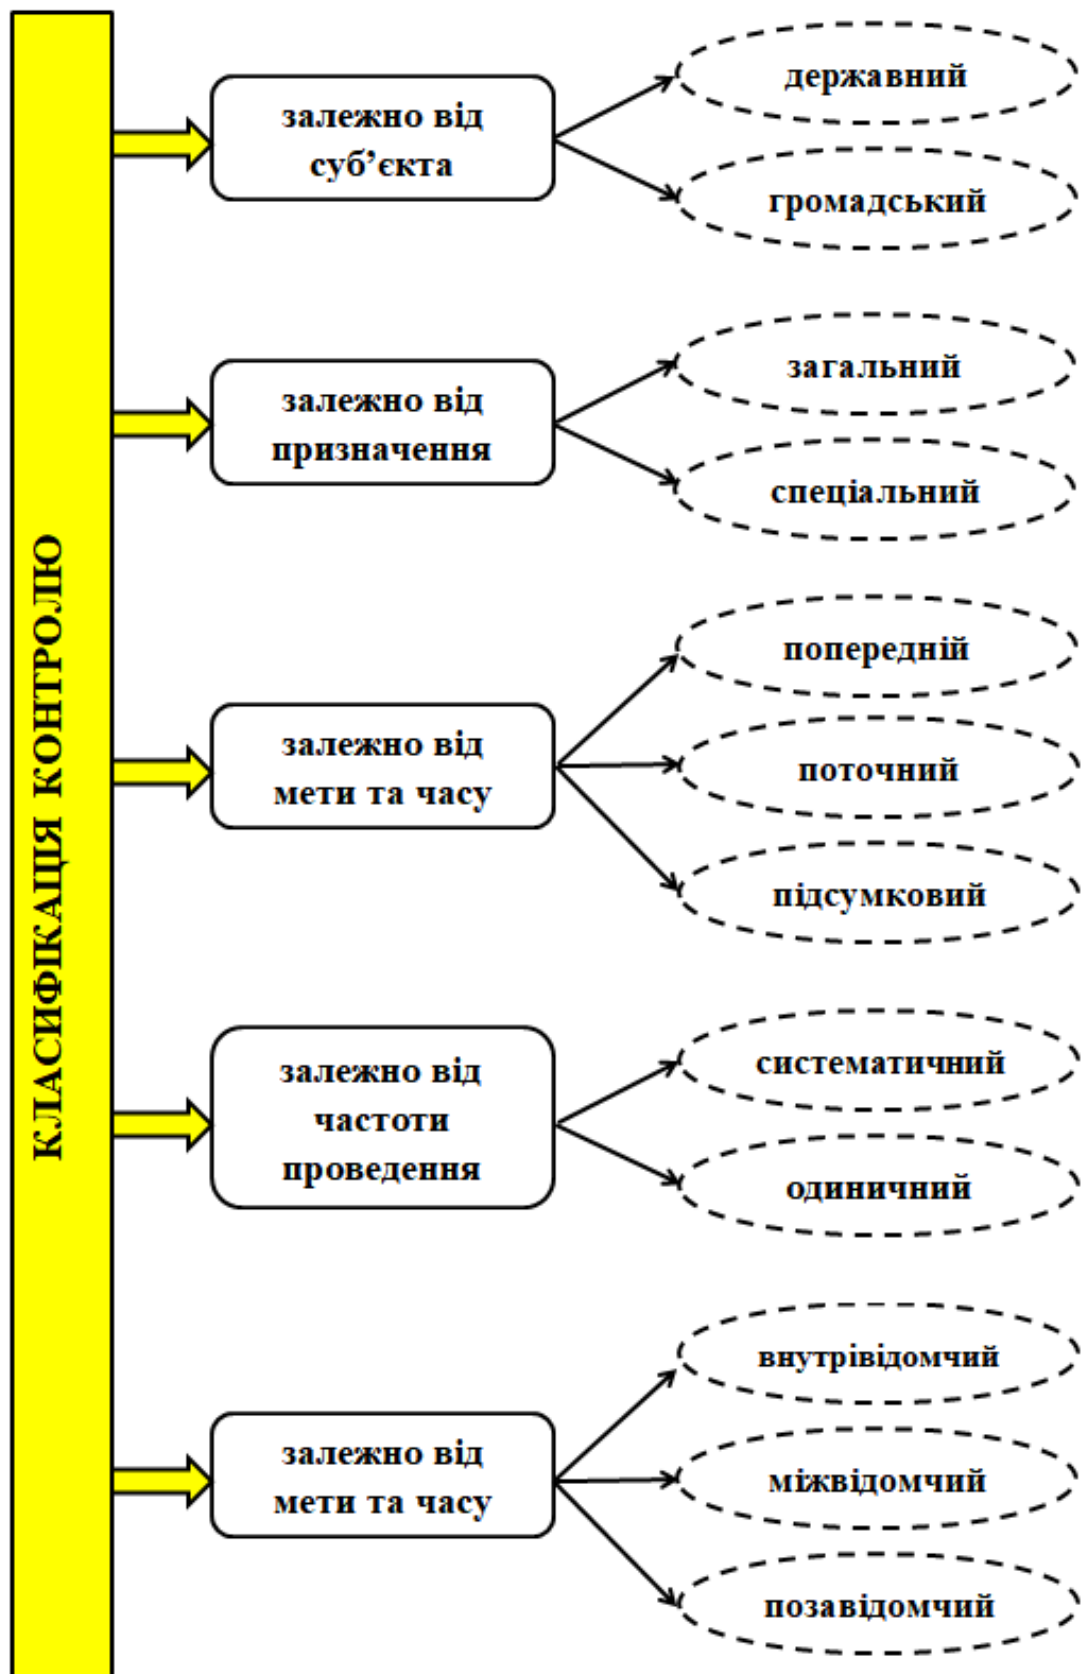 КЛАСИФІКАЦІЯ КОНТРОЛЮ
залежно від
суб’єкта
державний
громадський
залежно від
призначення
загальний
спеціальний
залежно від
мети та часу
попередній
поточний
підсумковий
залежно від
частоти
проведення
систематичний
одиничний
залежно від
мети та часу
внутрівідомчий
міжвідомчий
позавідомчий